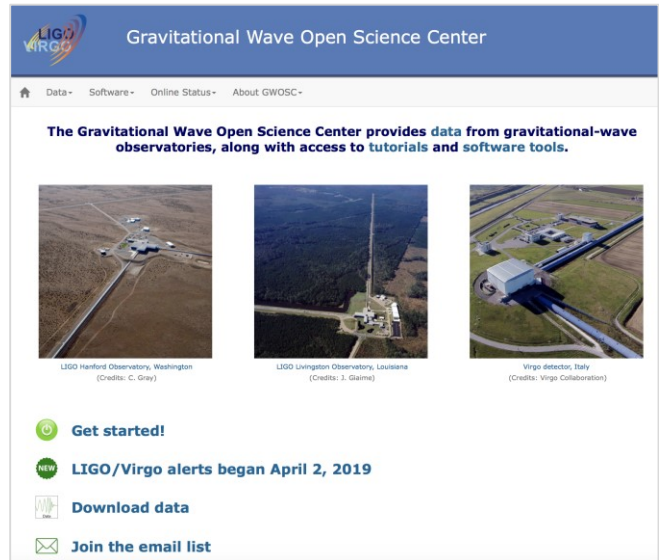 LIGO
VIRGO
Gravitational Wave Open Science Center
Data Software Online Status About GWOSC
The Gravitational Wave Open Science Center provides data from gravitational-wave
observatories, along with access to tutorials and software tools.
LIGO Hanford Observatory, Washington
(Credits: C. Gray)
LIGO Livingston Observatory, Louisiana
(Credits: J. Giaime)
Virgo detector, Italy
(Credits: Virgo Collaboration)
Get started!
NEW
LIGO/Virgo alerts began April 2, 2019
Download data
Join the email list